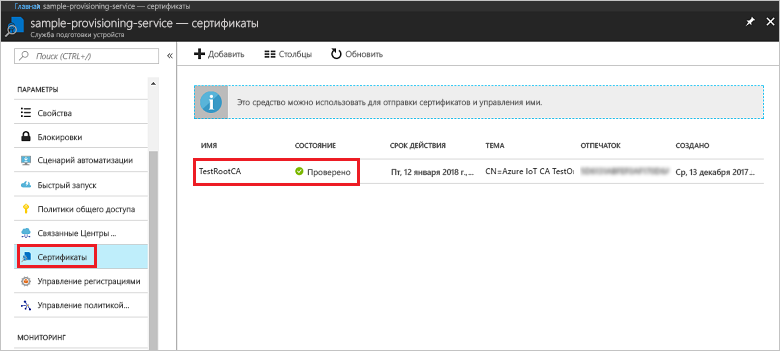 Главная sample-provisioning-service — сертификаты
sample-provisioning-service — сертификаты
Служба подготовки устройств
Поиск (CTRL+/)
«
Добавить
Столбцы
Обновить
ПАРАМЕТРЫ
Свойства
Блокировки
Сценарий автоматизации
Быстрый запуск
Политики общего доступа
Связанные Центры ...
Сертификаты
Управление регистрациями
Управление политикой...
МОНИТОРИНГ
Это средство можно использовать для отправки сертификатов и управления ими.
ИМЯ СОСТОЯНИЕ СРОК ДЕЙСТВИЯ ТЕМА ОТПЕЧАТОК СОЗДАНО
TestRootCA Проверено Пт, 12 января 2018 г.,... CN=Azure IoT CA TestOn Ср, 13 декабря 2017...